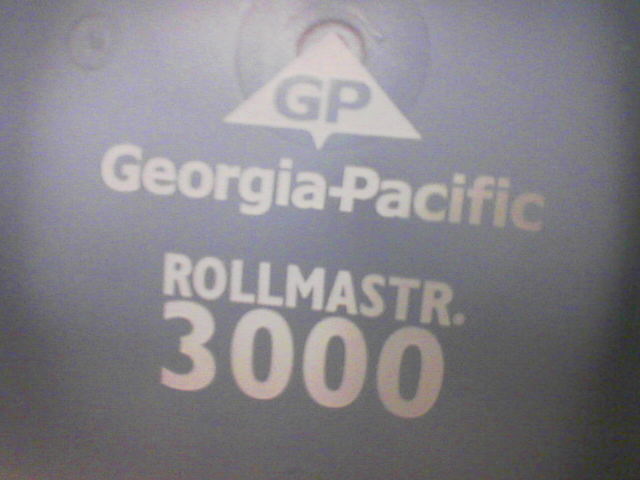 GP
Georgia-Pacific
ROLLMASTR.
3000